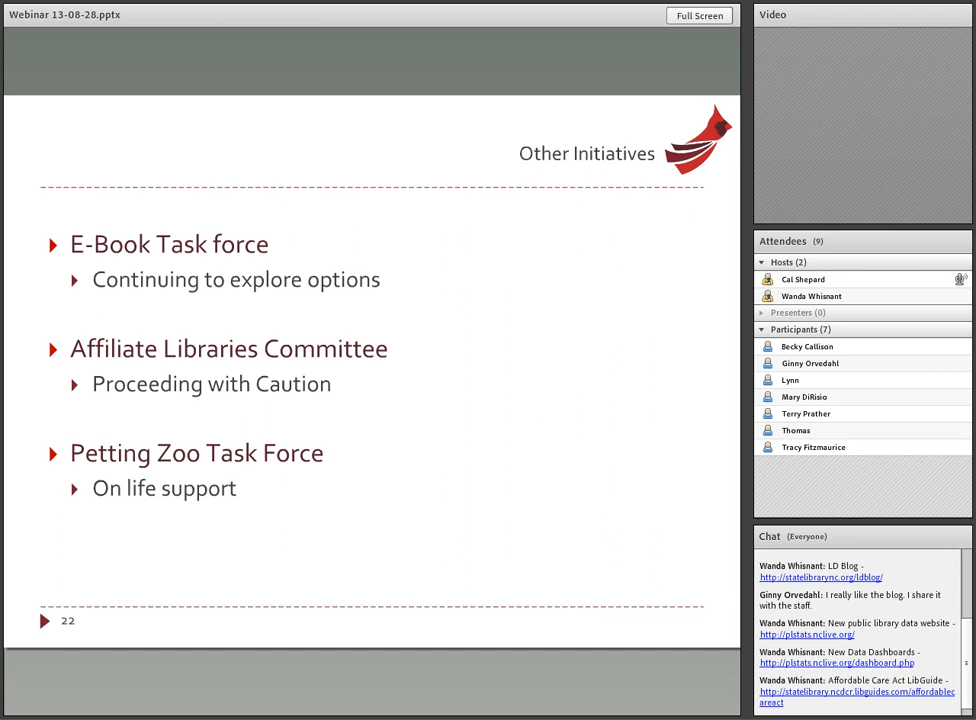 Webinar 13-08-28.pptx
Full Screen
Other Initiatives
E-Book Task force
Continuing to explore options
Affiliate Libraries Committee
Proceeding with Caution
Petting Zoo Task Force
On life support
22
Video
Attendees (9)
Hosts (2)
Cal Shepard
Wanda Whisnant
Presenters (0)
Participants (7)
Becky Callison
Ginny Orvedahl
Lynn
Mary DiRisio
Terry Prather
Thomas
Tracy Fitzmaurice
Chat (Everyone)
Wanda Whisnant: LD Blog -
http://statelibrarync.org/ldblog/
Ginny Orvedahl: I really like the blog. I share it
with the staff.
Wanda Whisnant: New public library data website -
http://plstats.nclive.org/
Wanda Whisnant: New Data Dashboards -
http://plstats.nclive.org/dashboard.php
Wanda Whisnant: Affordable Care Act LibGuide -
http://statelibrary.ncdcr.libguides.com/affordablec
areact